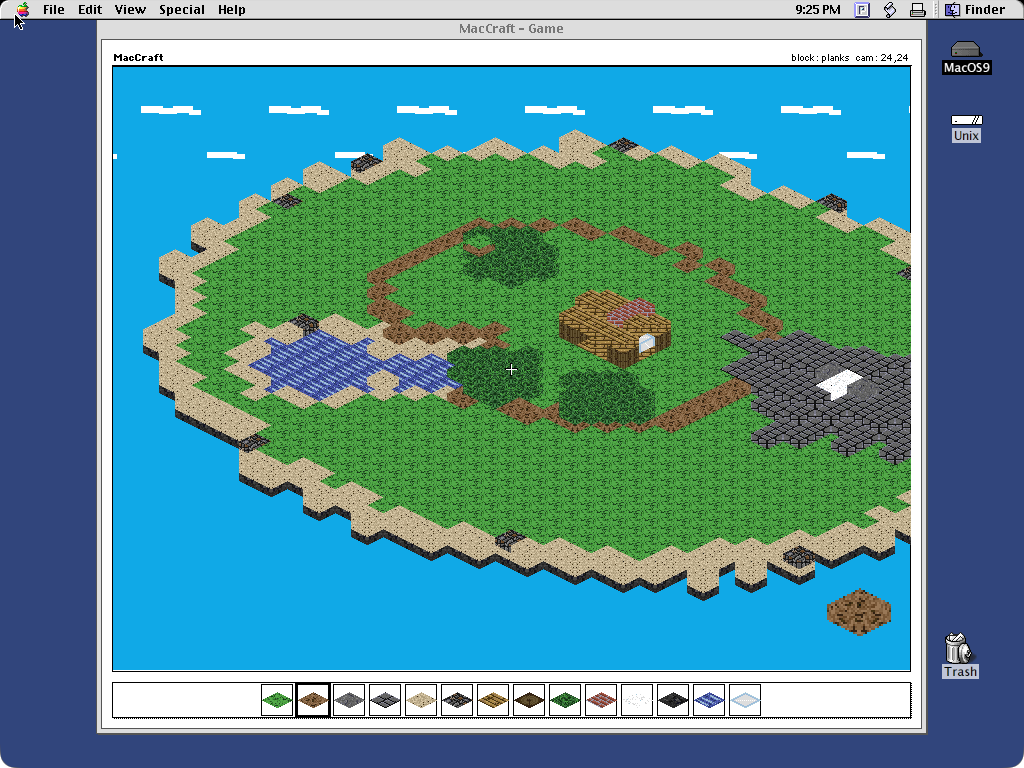 File Edit View Special Help 9:25 PM Finder
MacCraft - Game
MacCraft block: planks cam: 24,24
MacOS9
Unix
Trash